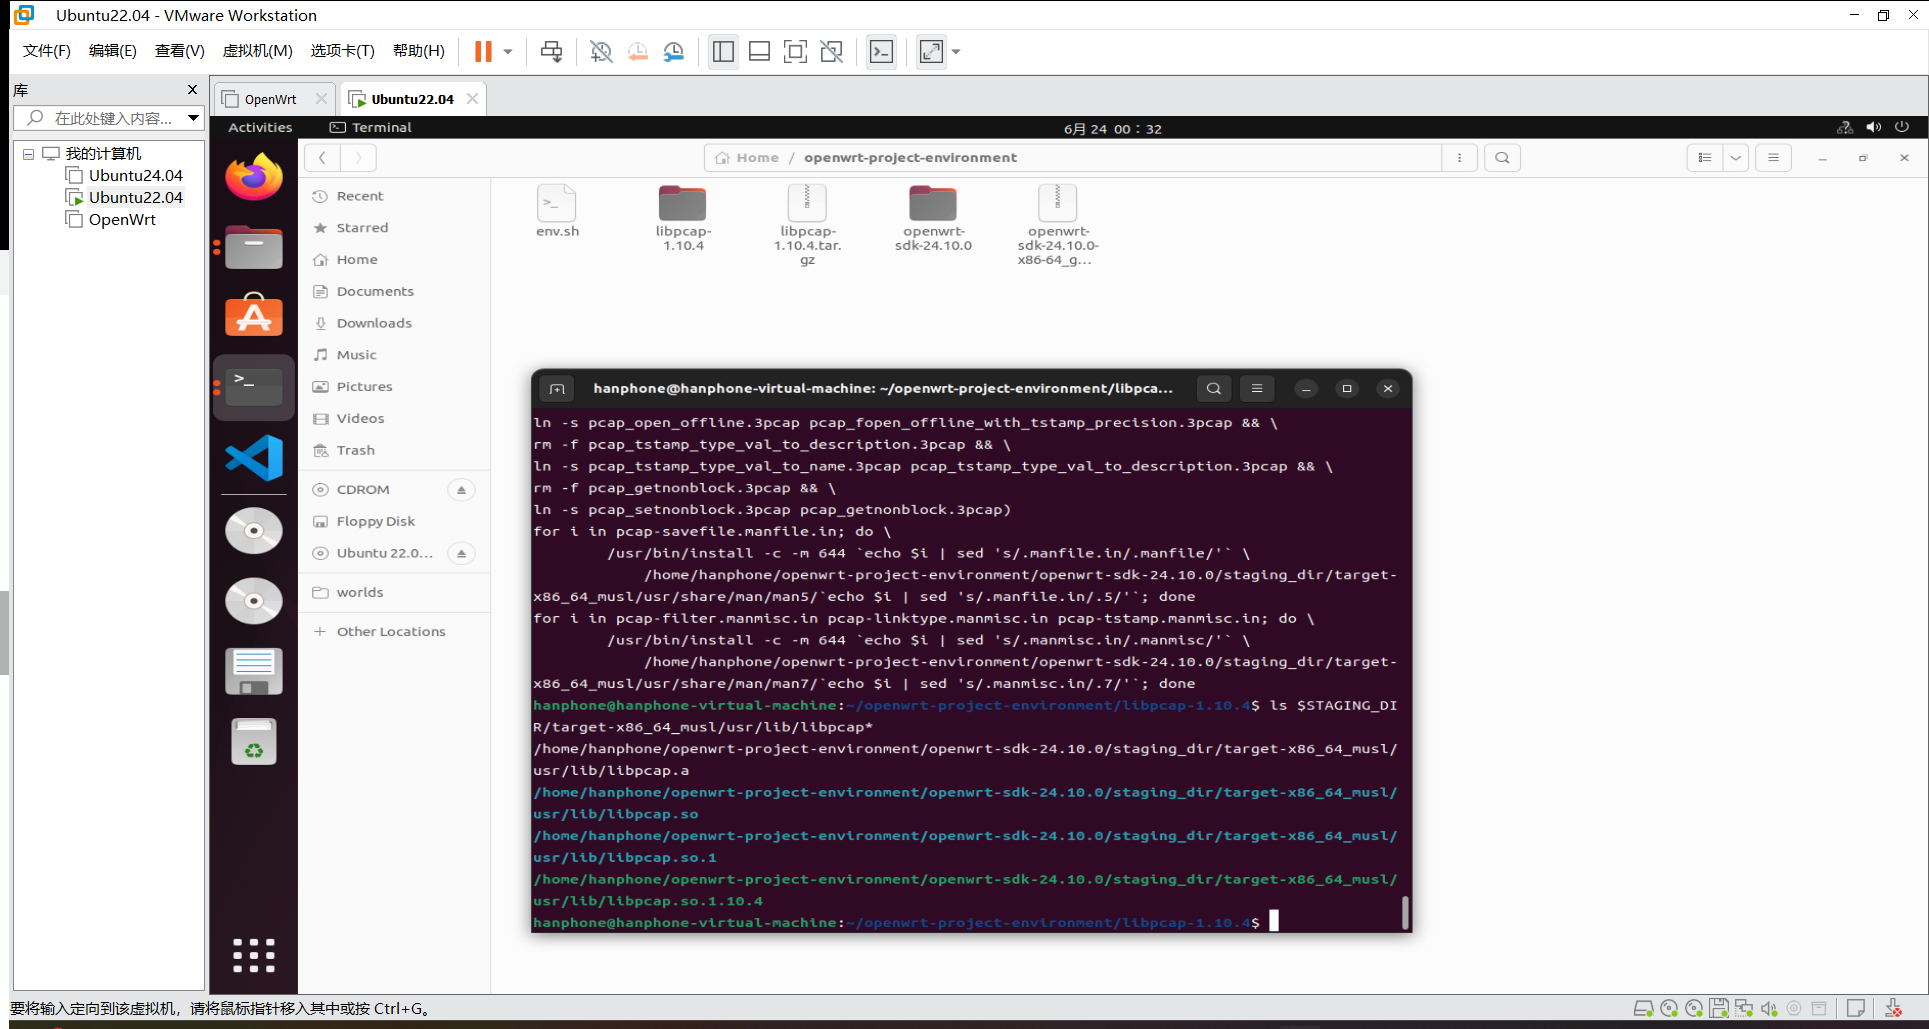 Ubuntu22.04 - VMware Workstation
文件(F) 编辑(E) 查看(V) 虚拟机(M) 选项卡(T) 帮助(H)
库
在此处键入内容...
我的计算机
Ubuntu24.04
Ubuntu22.04
OpenWrt
OpenWrt
Ubuntu22.04
Activities
Terminal
6月 24 00：32
Home / openwrt-project-environment
Recent
Starred
Home
Documents
Downloads
Music
Pictures
Videos
Trash
CDROM
Floppy Disk
Ubuntu 22.0...
worlds
Other Locations
env.sh
libpcap-
1.10.4
libpcap-
1.10.4.tar.
gz
openwrt-
sdk-24.10.0
openwrt-
sdk-24.10.0-
x86-64_g...
hanphone@hanphone-virtual-machine: ~/openwrt-project-environment/libpca...
ln -s pcap_open_offline.3pcap pcap_fopen_offline_with_tstamp_precision.3pcap && \
rm -f pcap_tstamp_type_val_to_description.3pcap && \
ln -s pcap_tstamp_type_val_to_name.3pcap pcap_tstamp_type_val_to_description.3pcap && \
rm -f pcap_getnonblock.3pcap && \
ln -s pcap_setnonblock.3pcap pcap_getnonblock.3pcap)
for i in pcap-savefile.manfile.in; do \
/usr/bin/install -c -m 644 `echo $i | sed 's/.manfile.in/.manfile/'` \
/home/hanphone/openwrt-project-environment/openwrt-sdk-24.10.0/staging_dir/target-
x86_64_musl/usr/share/man/man5/`echo $i | sed 's/.manfile.in/.5/'`; done
for i in pcap-filter.manmisc.in pcap-linktype.manmisc.in pcap-tstamp.manmisc.in; do \
/usr/bin/install -c -m 644 `echo $i | sed 's/.manmisc.in/.manmisc/'` \
/home/hanphone/openwrt-project-environment/openwrt-sdk-24.10.0/staging_dir/target-
x86_64_musl/usr/share/man/man7/`echo $i | sed 's/.manmisc.in/.7/'`; done
hanphone@hanphone-virtual-machine:~/openwrt-project-environment/libpcap-1.10.4$ ls $STAGING_DI
R/target-x86_64_musl/usr/lib/libpcap*
/home/hanphone/openwrt-project-environment/openwrt-sdk-24.10.0/staging_dir/target-x86_64_musl/
usr/lib/libpcap.a
/home/hanphone/openwrt-project-environment/openwrt-sdk-24.10.0/staging_dir/target-x86_64_musl/
usr/lib/libpcap.so
/home/hanphone/openwrt-project-environment/openwrt-sdk-24.10.0/staging_dir/target-x86_64_musl/
usr/lib/libpcap.so.1
/home/hanphone/openwrt-project-environment/openwrt-sdk-24.10.0/staging_dir/target-x86_64_musl/
usr/lib/libpcap.so.1.10.4
hanphone@hanphone-virtual-machine:~/openwrt-project-environment/libpcap-1.10.4$
要将输入定向到该虚拟机，请将鼠标指针移入其中或按 Ctrl+G。